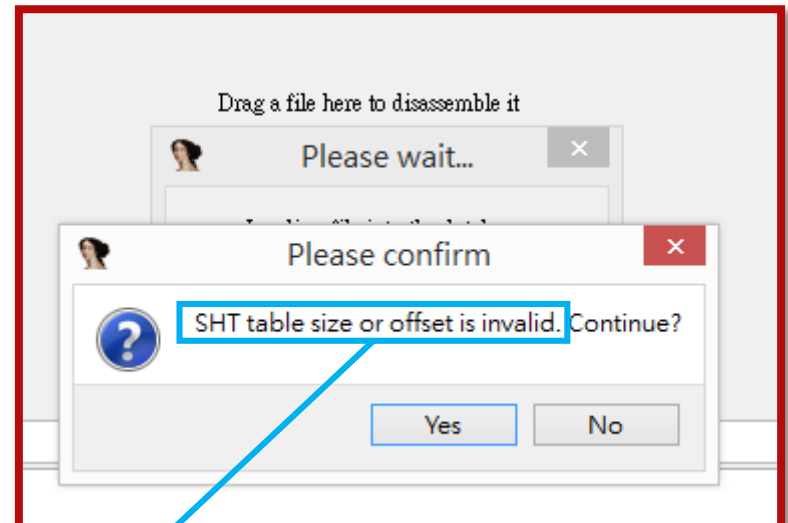 Drag a file here to disassemble it
Please wait...
Please confirm
SHT table size or offset is invalid. Continue?
Yes
No